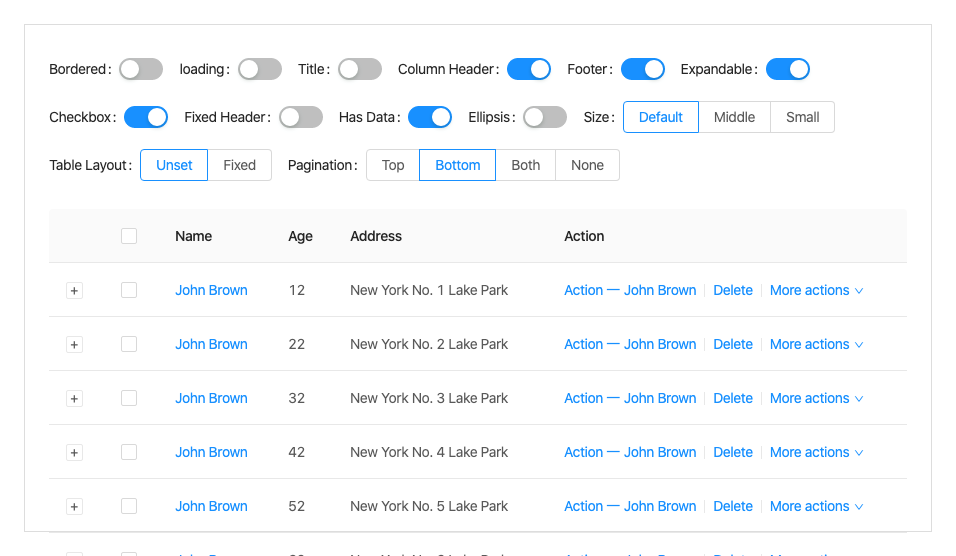 Bordered: loading: Title: Column Header: Footer: Expandable:
Checkbox: Fixed Header: Has Data: Ellipsis: Size: Default Middle Small
Table Layout: Unset Fixed Pagination: Top Bottom Both None
Name Age Address Action
+ John Brown 12 New York No. 1 Lake Park Action — John Brown Delete More actions
+ John Brown 22 New York No. 2 Lake Park Action — John Brown Delete More actions
+ John Brown 32 New York No. 3 Lake Park Action — John Brown Delete More actions
+ John Brown 42 New York No. 4 Lake Park Action — John Brown Delete More actions
+ John Brown 52 New York No. 5 Lake Park Action — John Brown Delete More actions